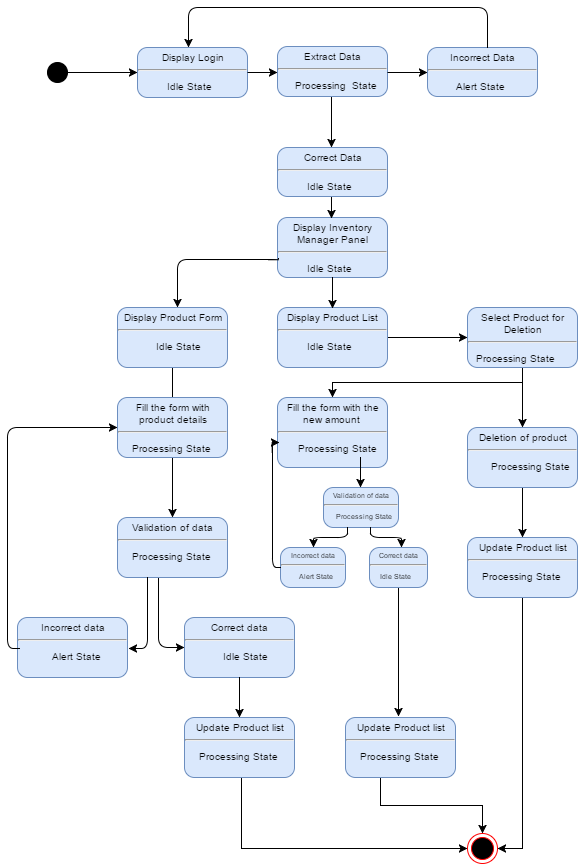 Display Login
Idle State
Extract Data
Processing State
Incorrect Data
Alert State
Correct Data
Idle State
Display Inventory
Manager Panel
Idle State
Display Product Form
Idle State
Display Product List
Idle State
Select Product for
Deletion
Processing State
Fill the form with
product details
Processing State
Fill the form with the
new amount
Processing State
Deletion of product
Processing State
Validation of data
Processing State
Validation of data
Processing State
Incorrect data
Alert State
Correct data
Idle State
Update Product list
Processing State
Incorrect data
Alert State
Correct data
Idle State
Update Product list
Processing State
Update Product list
Processing State